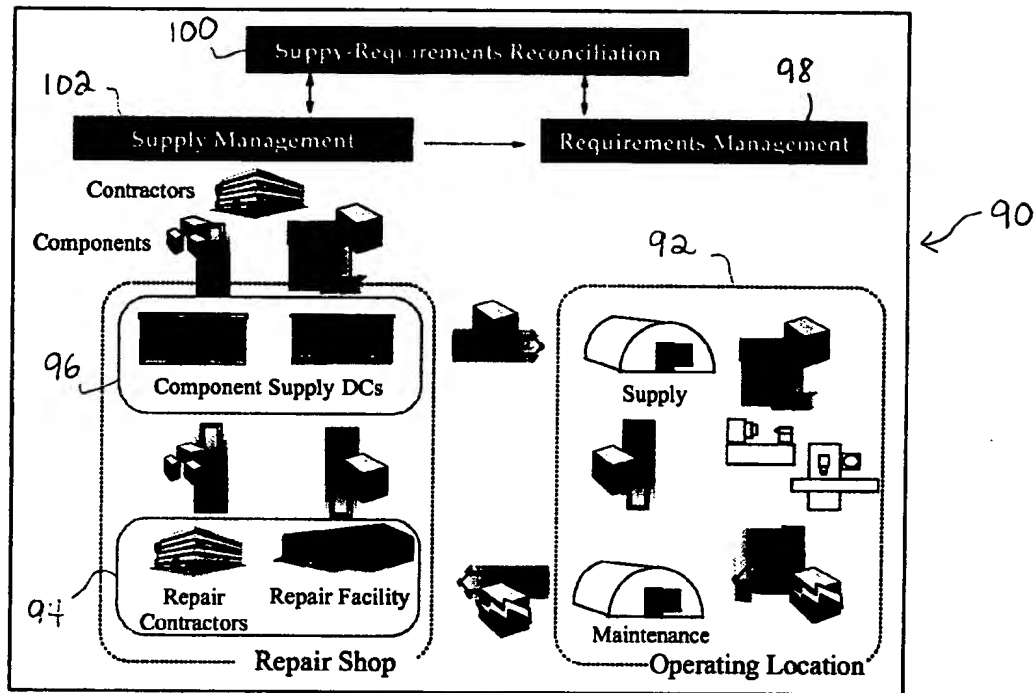 100
Suppy-Requirements Reconciliation
102
98
Supply Management
Requirements Management
Contractors
Components
90
92
96
Component Supply DCs
Supply
94
Repair
Contractors
Repair Facility
Maintenance
Repair Shop
Operating Location